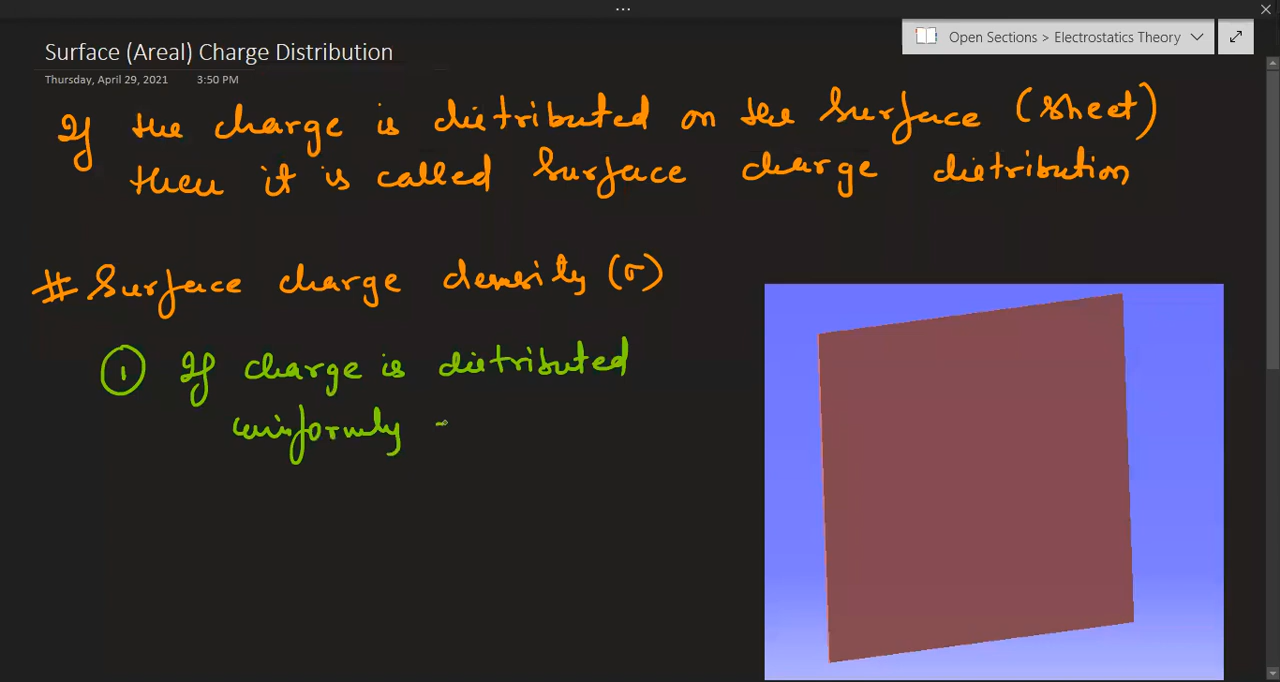 Surface (Areal) Charge Distribution
Open Sections > Electrostatics Theory
Thursday, April 29, 2021 3:50 PM
If the charge is distributed on the surface (sheet)
then it is called surface charge distribution
# Surface charge density (σ)
① If charge is distributed
uniformly -